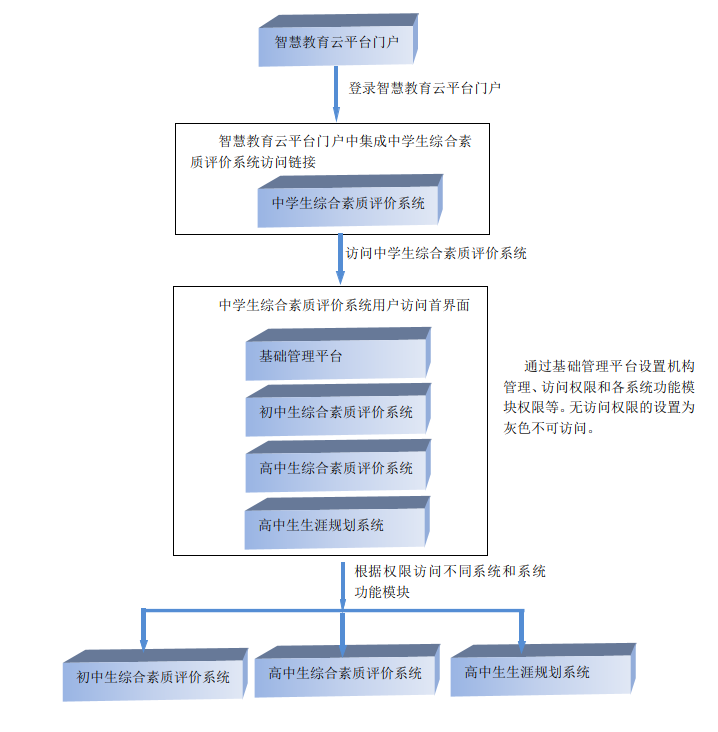 智慧教育云平台门户
登录智慧教育云平台门户
智慧教育云平台门户中集成中学生综合素
质评价系统访问链接
中学生综合素质评价系统
访问中学生综合素质评价系统
中学生综合素质评价系统用户访问首界面
基础管理平台
初中生综合素质评价系统
高中生综合素质评价系统
高中生生涯规划系统
通过基础管理平台设置机构
管理、访问权限和各系统功能模
块权限等。无访问权限的设置为
灰色不可访问。
根据权限访问不同系统和系统
功能模块
初中生综合素质评价系统
高中生综合素质评价系统
高中生生涯规划系统